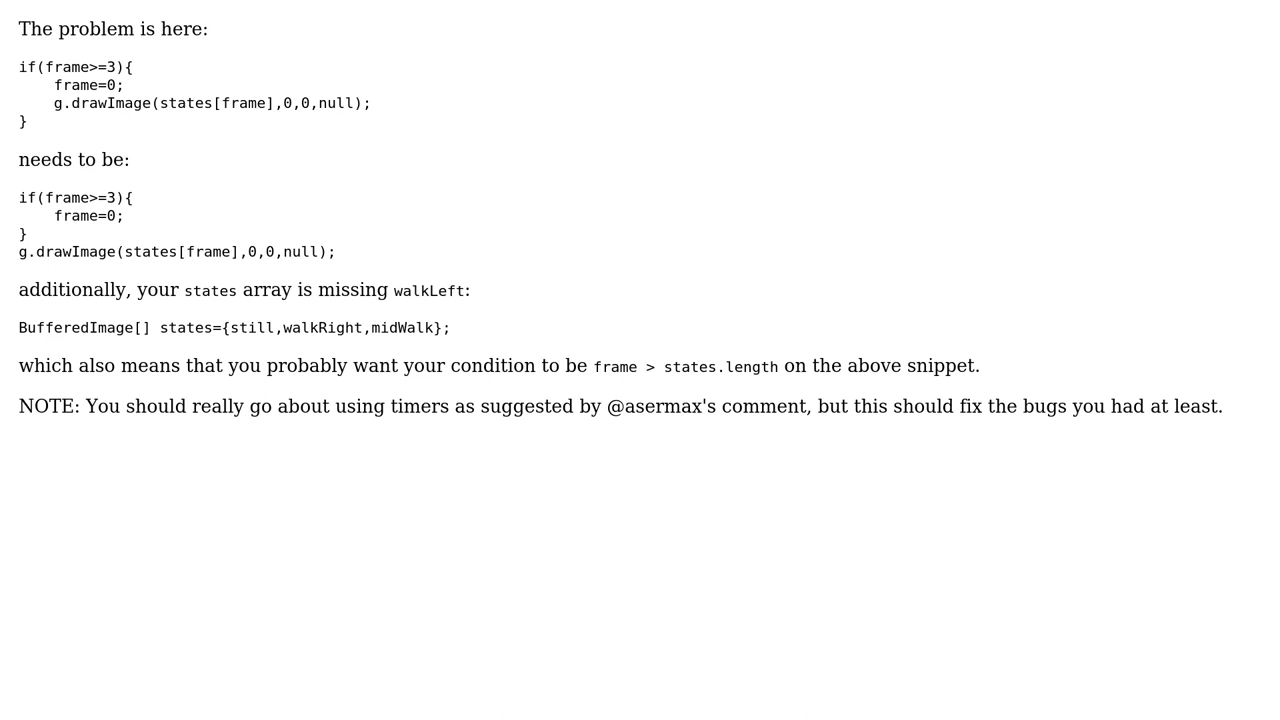 The problem is here:
if(frame>=3){
    frame=0;
    g.drawImage(states[frame],0,0,null);
}
needs to be:
if(frame>=3){
    frame=0;
}
g.drawImage(states[frame],0,0,null);
additionally, your states array is missing walkLeft:
BufferedImage[] states={still,walkRight,midWalk};
which also means that you probably want your condition to be frame > states.length on the above snippet.
NOTE: You should really go about using timers as suggested by @asermax's comment, but this should fix the bugs you had at least.